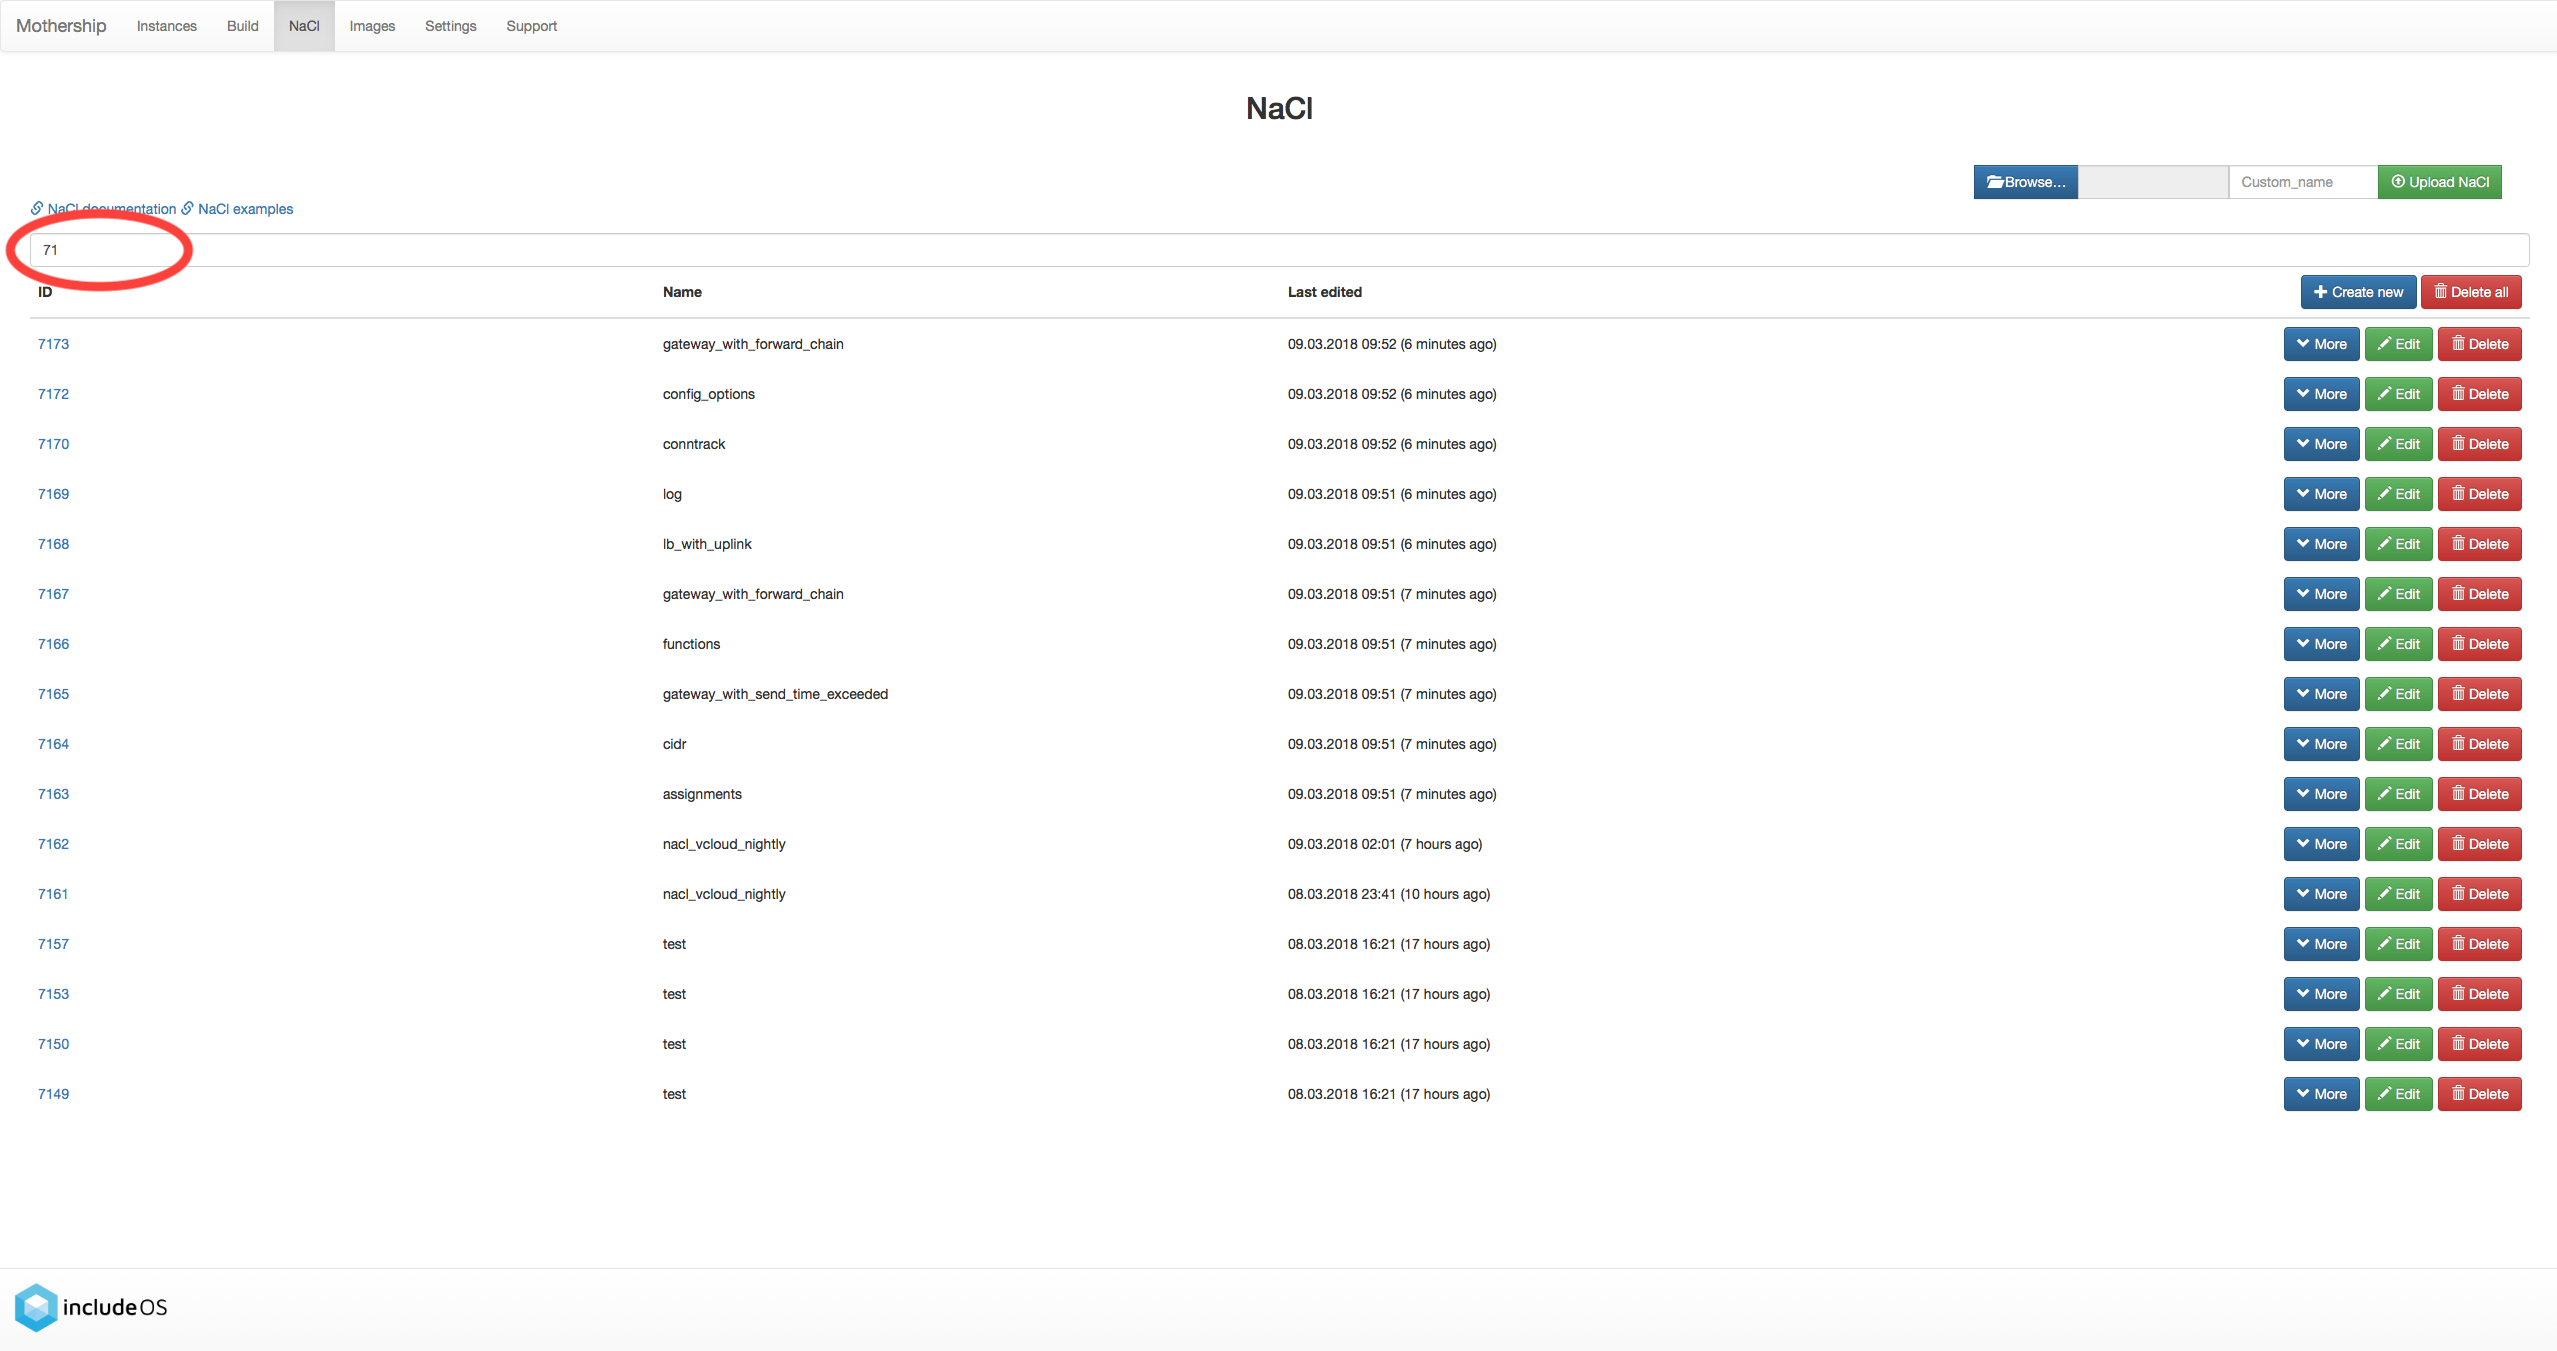 Mothership Instances Build NaCl Images Settings Support
NaCl
Browse... Custom_name Upload NaCl
NaCl documentation NaCl examples
71
ID Name Last edited Create new Delete all
7173 gateway_with_forward_chain 09.03.2018 09:52 (6 minutes ago) More Edit Delete
7172 config_options 09.03.2018 09:52 (6 minutes ago) More Edit Delete
7170 conntrack 09.03.2018 09:52 (6 minutes ago) More Edit Delete
7169 log 09.03.2018 09:51 (6 minutes ago) More Edit Delete
7168 lb_with_uplink 09.03.2018 09:51 (6 minutes ago) More Edit Delete
7167 gateway_with_forward_chain 09.03.2018 09:51 (7 minutes ago) More Edit Delete
7166 functions 09.03.2018 09:51 (7 minutes ago) More Edit Delete
7165 gateway_with_send_time_exceeded 09.03.2018 09:51 (7 minutes ago) More Edit Delete
7164 cidr 09.03.2018 09:51 (7 minutes ago) More Edit Delete
7163 assignments 09.03.2018 09:51 (7 minutes ago) More Edit Delete
7162 nacl_vcloud_nightly 09.03.2018 02:01 (7 hours ago) More Edit Delete
7161 nacl_vcloud_nightly 08.03.2018 23:41 (10 hours ago) More Edit Delete
7157 test 08.03.2018 16:21 (17 hours ago) More Edit Delete
7153 test 08.03.2018 16:21 (17 hours ago) More Edit Delete
7150 test 08.03.2018 16:21 (17 hours ago) More Edit Delete
7149 test 08.03.2018 16:21 (17 hours ago) More Edit Delete
includeOS